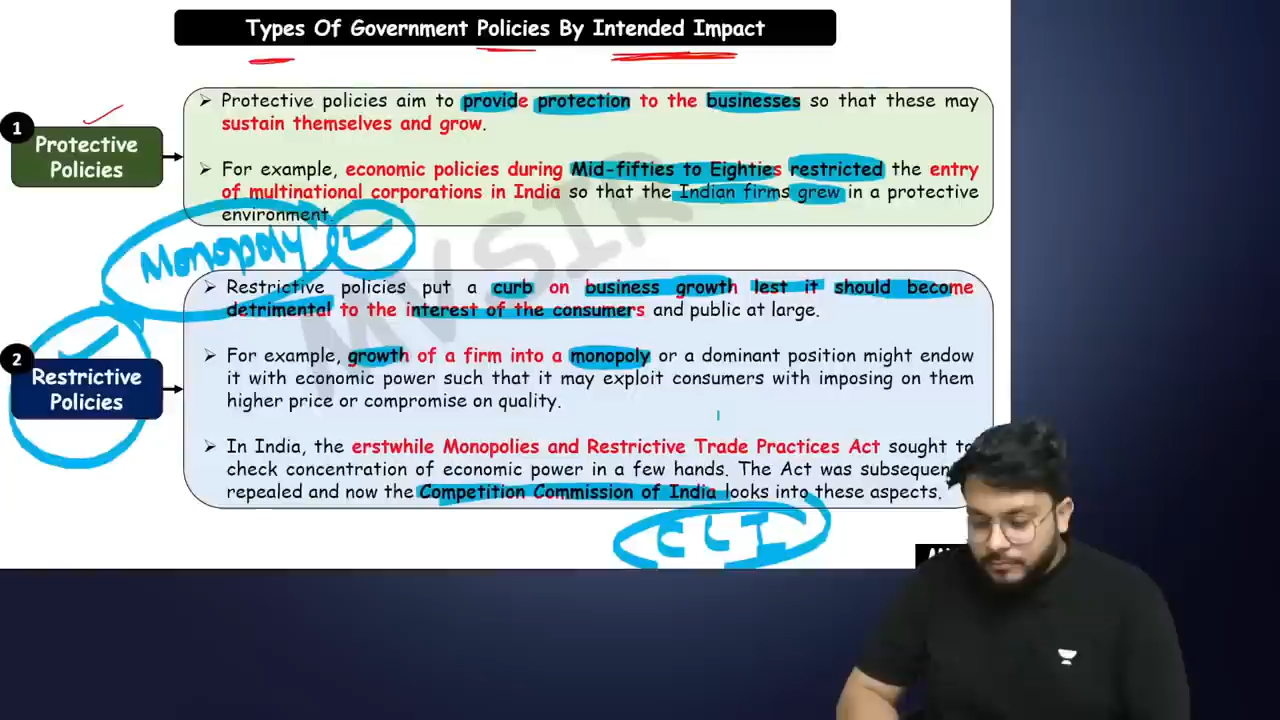 Types Of Government Policies By Intended Impact
1
Protective
Policies
➢ Protective policies aim to provide protection to the businesses so that these may
sustain themselves and grow.
➢ For example, economic policies during Mid-fifties to Eighties restricted the entry
of multinational corporations in India so that the Indian firms grew in a protective
environment.
Monopoly
2
Restrictive
Policies
➢ Restrictive policies put a curb on business growth lest it should become
detrimental to the interest of the consumers and public at large.
➢ For example, growth of a firm into a monopoly or a dominant position might endow
it with economic power such that it may exploit consumers with imposing on them
higher price or compromise on quality.
➢ In India, the erstwhile Monopolies and Restrictive Trade Practices Act sought to
check concentration of economic power in a few hands. The Act was
repealed and now the Competition Commission of India looks into these aspects.
CCI
MVSIR